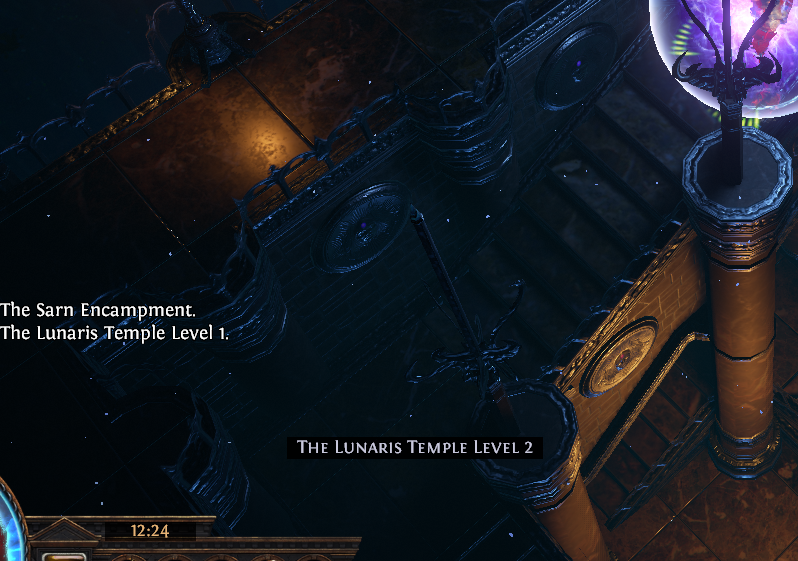 The Sarn Encampment.
The Lunaris Temple Level 1.
The Lunaris Temple Level 2
12:24